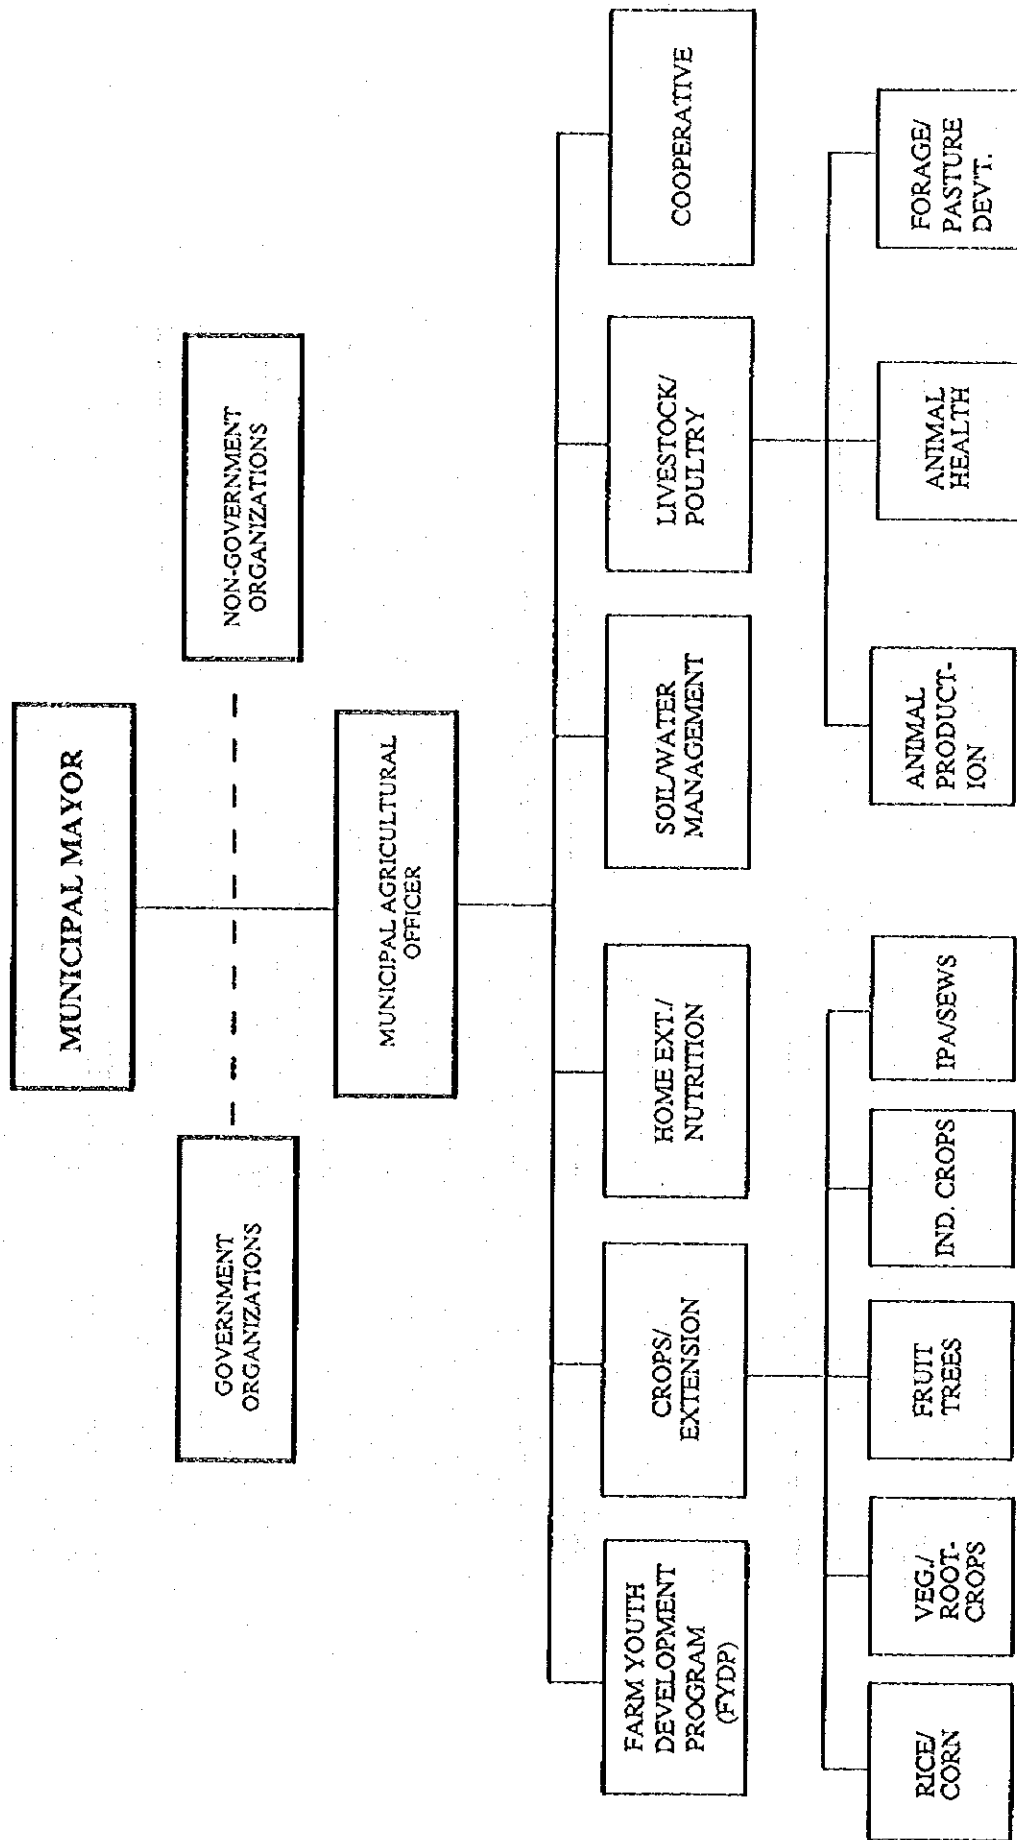 MUNICIPAL MAYOR
GOVERNMENT
ORGANIZATIONS
NON-GOVERNMENT
ORGANIZATIONS
MUNICIPAL AGRICULTURAL
OFFICER
FARM YOUTH
DEVELOPMENT
PROGRAM
(FYDP)
CROPS/
EXTENSION
HOME EXT./
NUTRITION
SOIL/WATER
MANAGEMENT
LIVESTOCK/
POULTRY
COOPERATIVE
RICE/
CORN
VEG./
ROOT-
CROPS
FRUIT
TREES
IND. CROPS
IPA/SEWS
ANIMAL
PRODUCT-
ION
ANIMAL
HEALTH
FORAGE/
PASTURE
DEV'T.